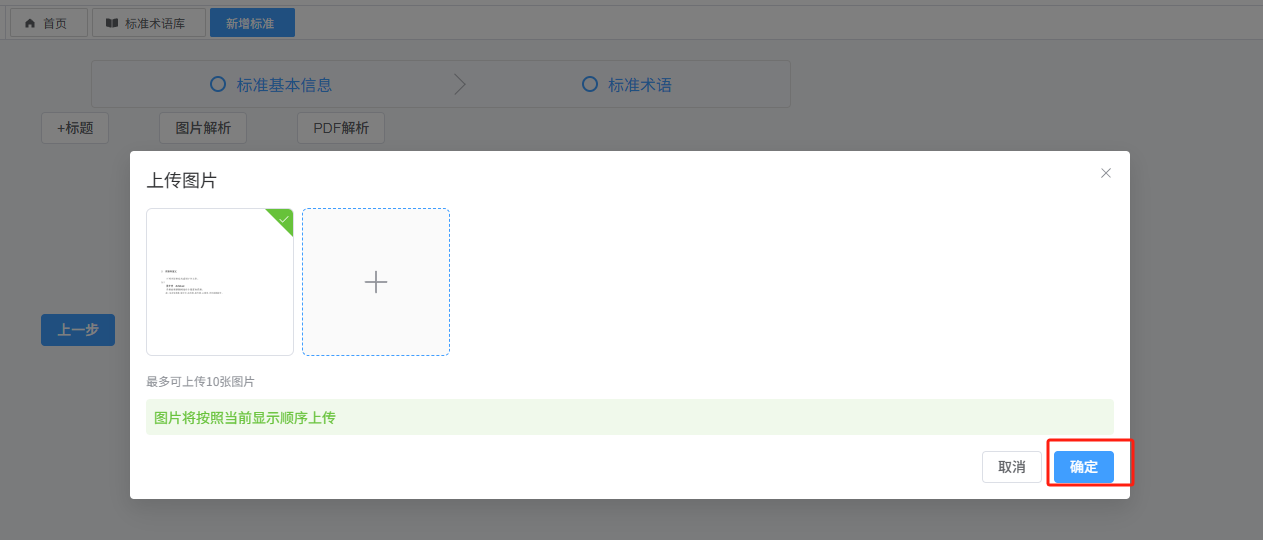 首页 标准术语库 新增标准
标准基本信息 标准术语
+标题 图片解析 PDF解析
上传图片
最多可上传10张图片
图片将按照当前显示顺序上传
取消 确定
上一步